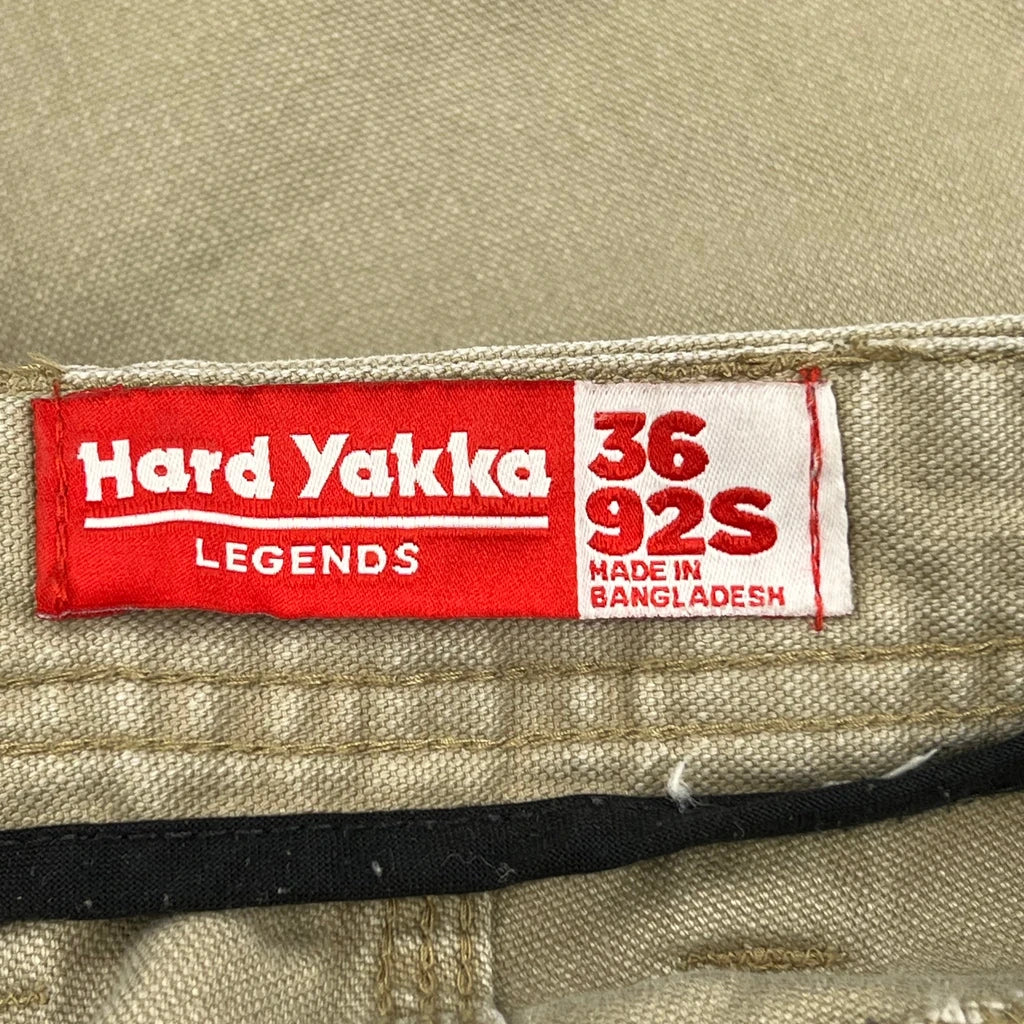 Hard Yakka
LEGENDS
36
92S
MADE IN
BANGLADESH